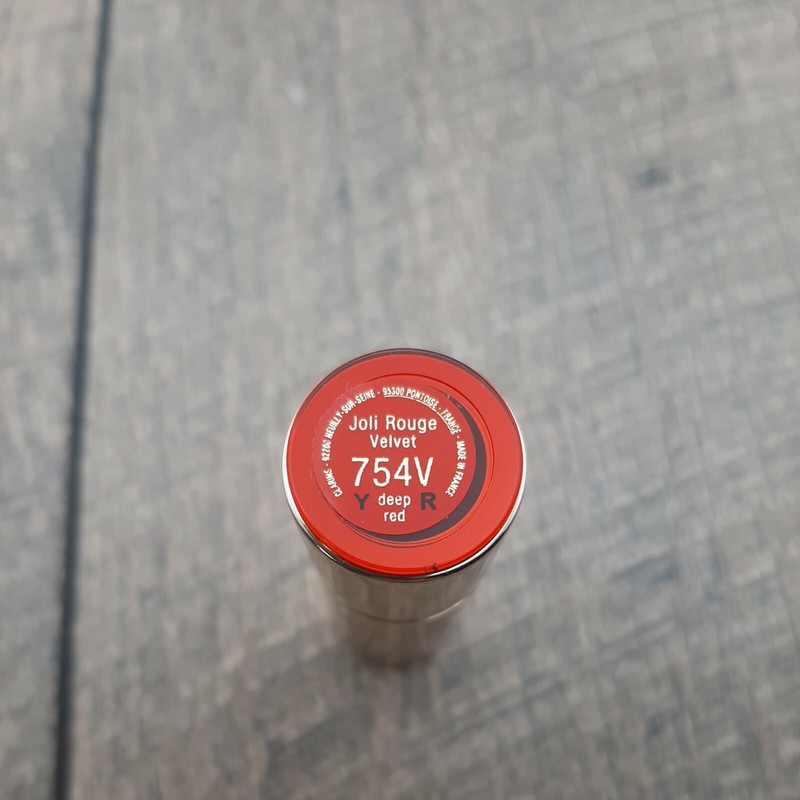 CLARINS - 92200 NEUILLY-SUR-SEINE - 95300 PONTOISE - FRANCE - MADE IN FRANCE
Joli Rouge
Velvet
754V
Y deep R
red